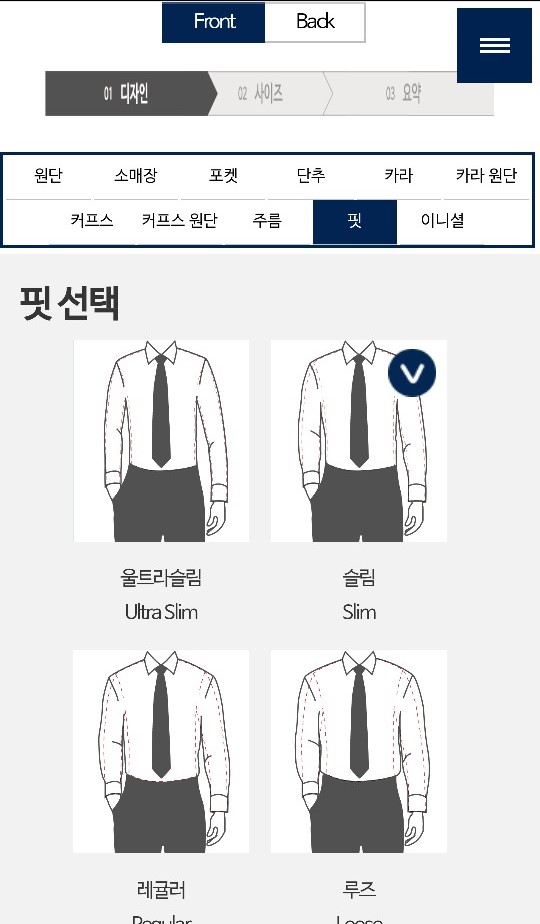 Front Back
01 디자인 02 사이즈 03 요약
원단 소매장 포켓 단추 카라 카라 원단
커프스 커프스 원단 주름 핏 이니셜
핏 선택
울트라슬림 슬림
Ultra Slim Slim
레귤러 루즈
Regular Loose